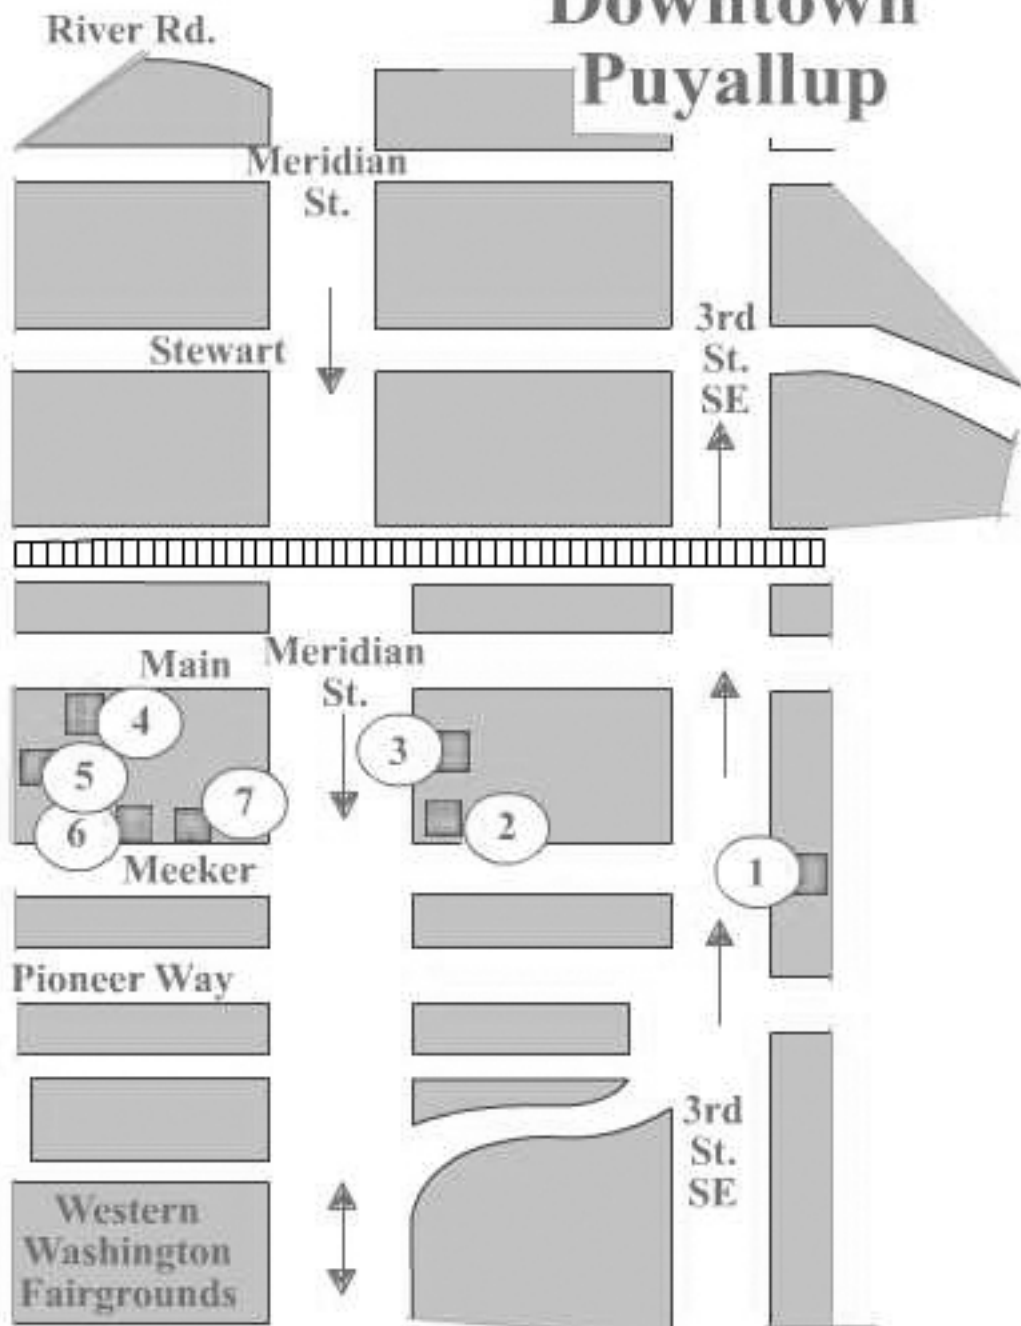 Downtown
Puyallup
River Rd.
Meridian
St.
3rd
St.
SE
Stewart
Main
Meridian
St.
4
3
5
7
6
2
Meeker
1
Pioneer Way
3rd
St.
SE
Western
Washington
Fairgrounds